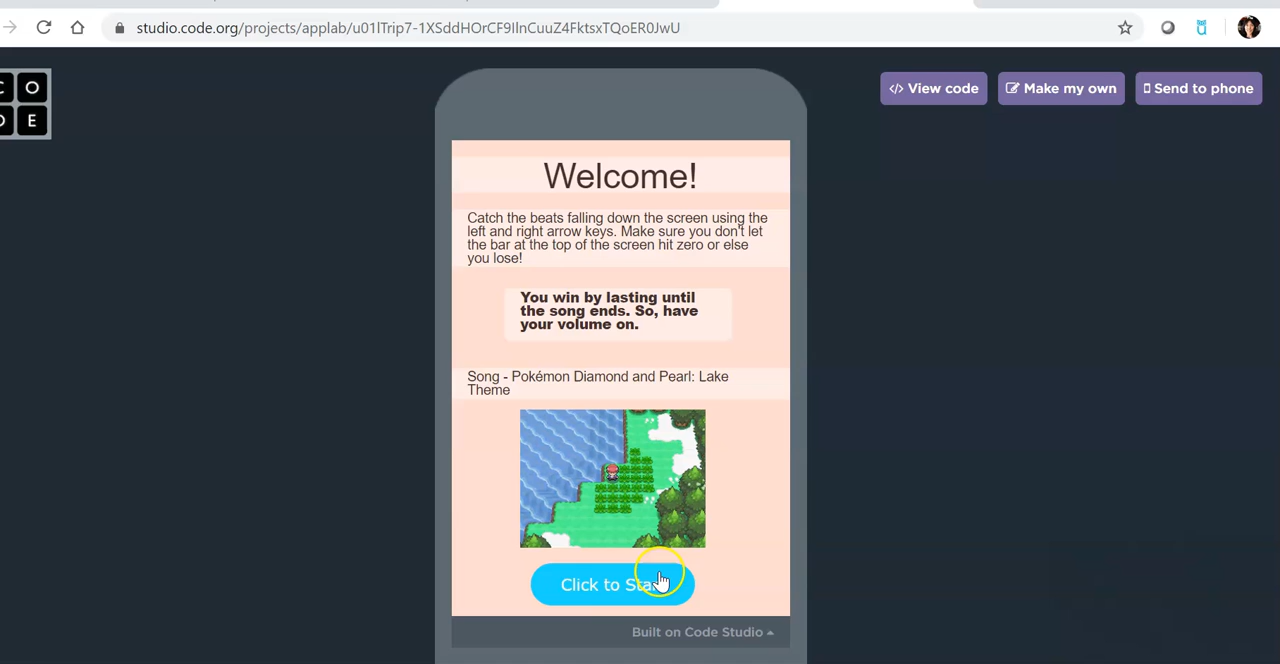 studio.code.org/projects/applab/u01lTrip7-1XSddHOrCF9IlnCuuZ4FktsxTQoER0JwU
C O
D E
View code
Make my own
Send to phone
Welcome!
Catch the beats falling down the screen using the
left and right arrow keys. Make sure you don't let
the bar at the top of the screen hit zero or else
you lose!
You win by lasting until
the song ends. So, have
your volume on.
Song - Pokémon Diamond and Pearl: Lake
Theme
Click to Start
Built on Code Studio